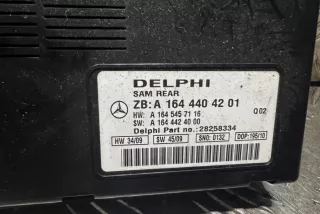 DELPHI
SAM REAR
ZB: A 164 440 42 01
HW: A 164 545 71 16
Q02
SW: A 164 442 40 00
Delphi Part no.: 28258334
HW 34/09 SW 45/09 SNO: 0132 DOP: 195/10